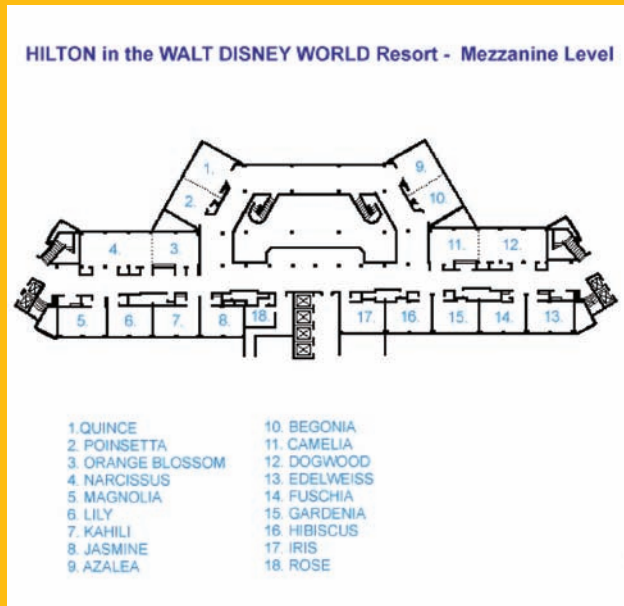 HILTON in the WALT DISNEY WORLD Resort - Mezzanine Level
1.
2.
9.
10.
4.
3.
11.
12.
5.
6.
7.
8.
18.
17.
16.
15.
14.
13.
1.QUINCE
2. POINSETTA
3. ORANGE BLOSSOM
4. NARCISSUS
5. MAGNOLIA
6. LILY
7. KAHILI
8. JASMINE
9. AZALEA
10. BEGONIA
11. CAMELIA
12. DOGWOOD
13. EDELWEISS
14. FUSCHIA
15. GARDENIA
16. HIBISCUS
17. IRIS
18. ROSE